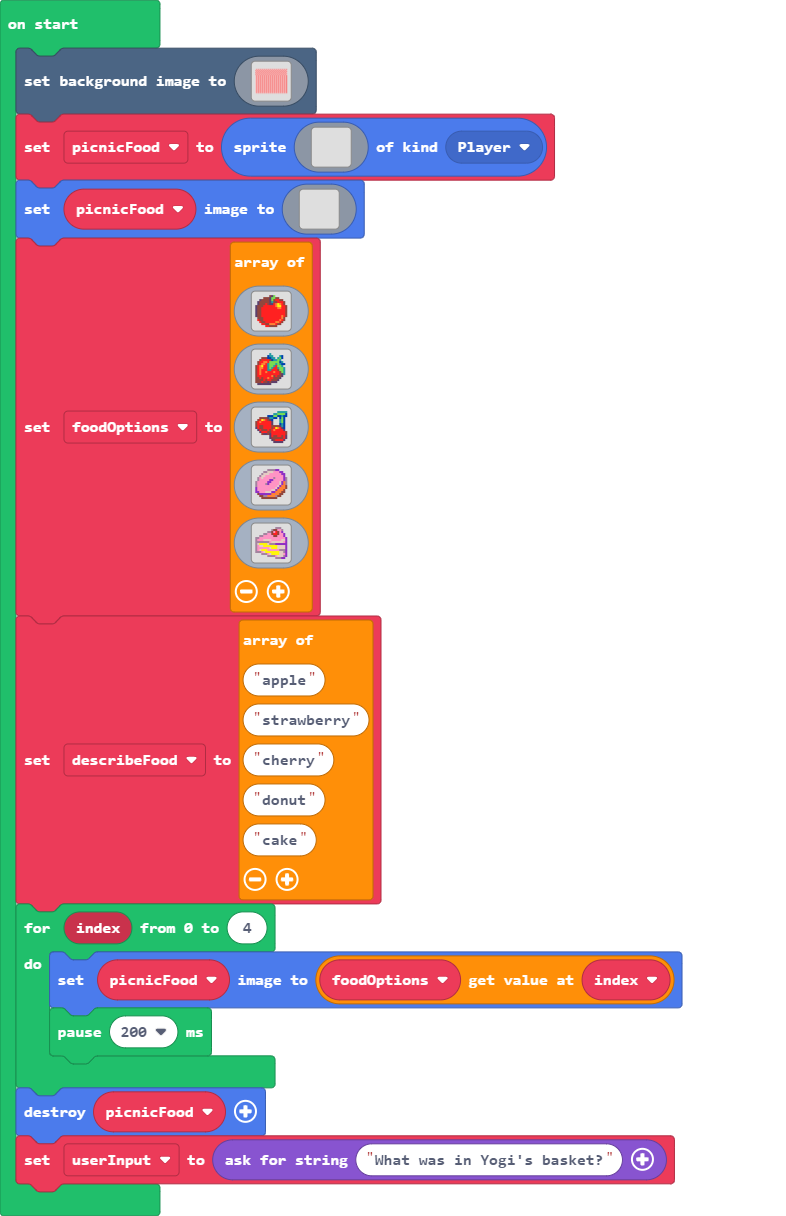 on start
set background image to
set picnicFood to sprite of kind Player
set picnicFood image to
array of
set foodOptions to
array of
"apple"
"strawberry"
set describeFood to "cherry"
"donut"
"cake"
for index from 0 to 4
do
set picnicFood image to foodOptions get value at index
pause 200 ms
destroy picnicFood
set userInput to ask for string "What was in Yogi's basket?"